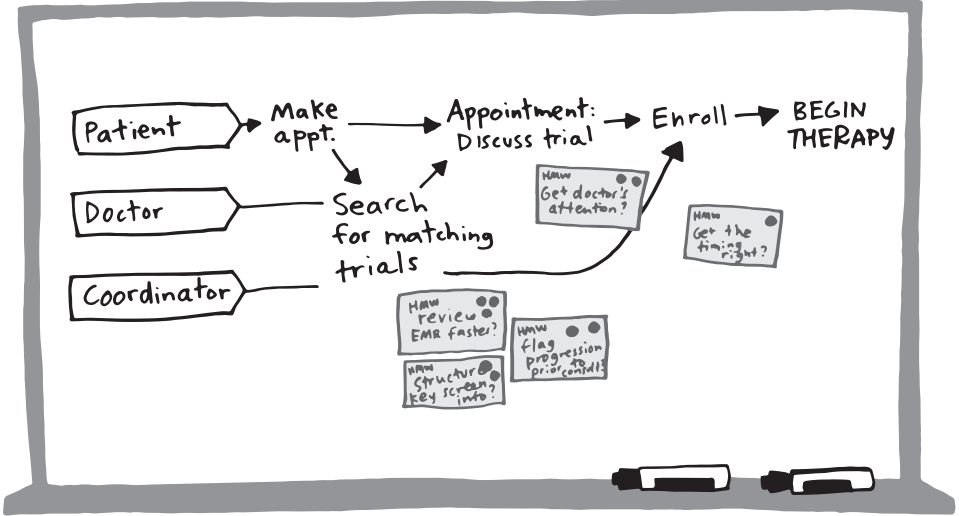 Patient
Make
appt.
Appointment:
Discuss trial
Enroll
BEGIN
THERAPY
Doctor
Search
for matching
trials
Coordinator
HMW
Get doctor's
attention?
HMW
Get the
timing
right?
HMW
review
EMR faster?
HMW
flag
progression
prior to
HMW
Structure
key screen
info?